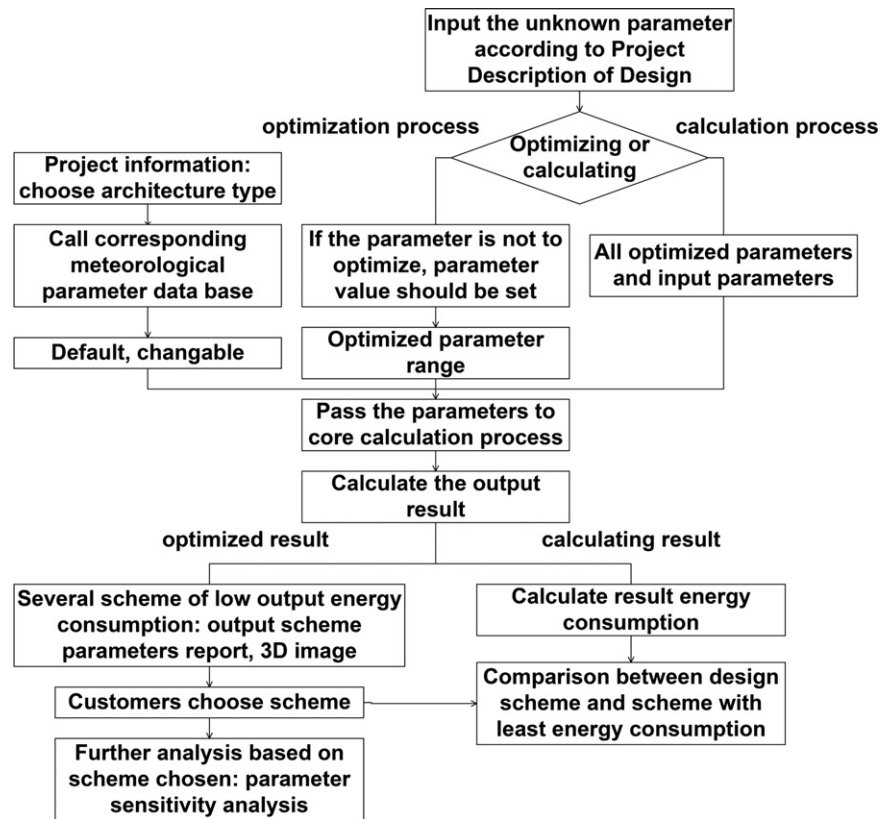 Input the unknown parameter
according to Project
Description of Design
optimization process
calculation process
Optimizing or
calculating
Project information:
choose architecture type
Call corresponding
meteorological
parameter data base
Default, changable
If the parameter is not to
optimize, parameter
value should be set
Optimized parameter
range
All optimized parameters
and input parameters
Pass the parameters to
core calculation process
Calculate the output
result
optimized result
calculating result
Several scheme of low output energy
consumption: output scheme
parameters report, 3D image
Customers choose scheme
Further analysis based on
scheme chosen: parameter
sensitivity analysis
Calculate result energy
consumption
Comparison between design
scheme and scheme with
least energy consumption